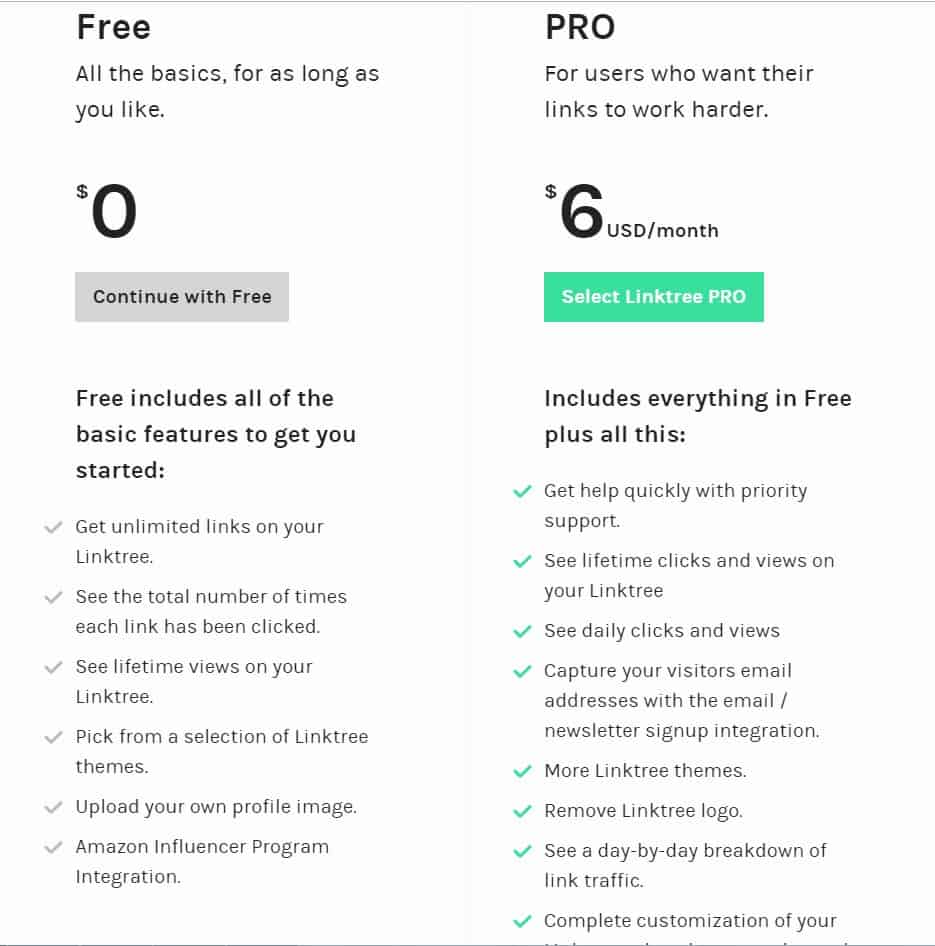 Free
All the basics, for as long as
you like.
$0
Continue with Free
Free includes all of the
basic features to get you
started:
Get unlimited links on your
Linktree.
See the total number of times
each link has been clicked.
See lifetime views on your
Linktree.
Pick from a selection of Linktree
themes.
Upload your own profile image.
Amazon Influencer Program
Integration.
PRO
For users who want their
links to work harder.
$6 USD/month
Select Linktree PRO
Includes everything in Free
plus all this:
Get help quickly with priority
support.
See lifetime clicks and views on
your Linktree
See daily clicks and views
Capture your visitors email
addresses with the email /
newsletter signup integration.
More Linktree themes.
Remove Linktree logo.
See a day-by-day breakdown of
link traffic.
Complete customization of your